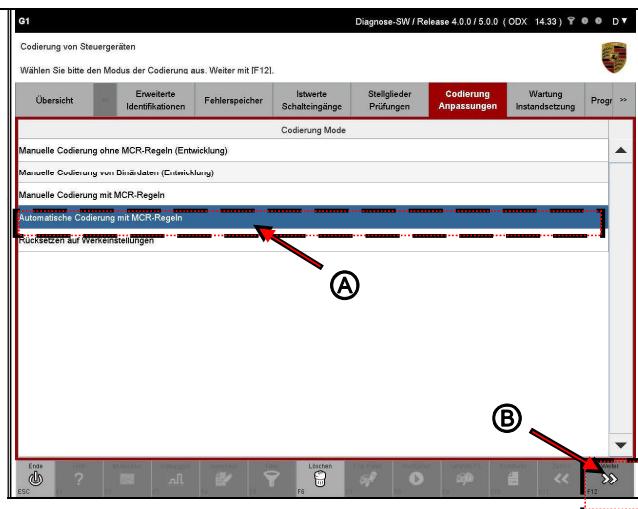 G1 Diagnose-SW / Release 4.0.0 / 5.0.0 ( ODX 14.33 ) D
Codierung von Steuergeräten
Wählen Sie bitte den Modus der Codierung aus. Weiter mit [F12].
Übersicht << Erweiterte Identifikationen Fehlerspeicher Istwerte Schalteingänge Stellglieder Prüfungen Codierung Anpassungen Wartung Instandsetzung Progr >>
Codierung Mode
Manuelle Codierung ohne MCR-Regeln (Entwicklung)
Manuelle Codierung von Binärdaten (Entwicklung)
Manuelle Codierung mit MCR-Regeln
Automatische Codierung mit MCR-Regeln
Rücksetzen auf Werkeinstellungen
A
B
Ende Löschen Weiter
ESC F6 F12